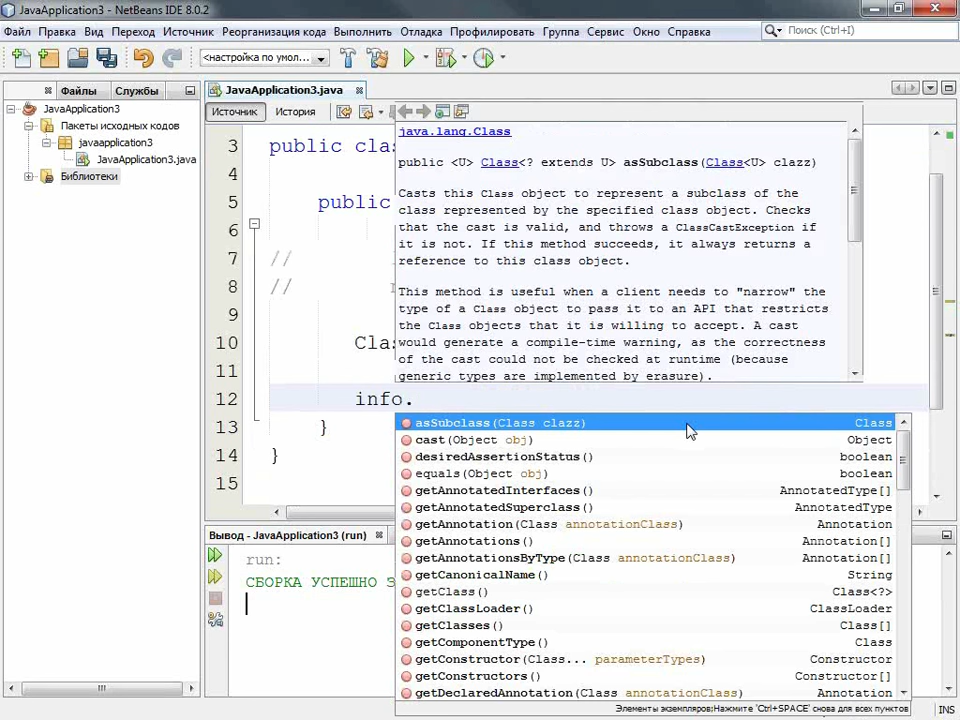 JavaApplication3 - NetBeans IDE 8.0.2
Файл Правка Вид Переход Источник Реорганизация кода Выполнить Отладка Профилировать Группа Сервис Окно Справка
Поиск (Ctrl+I)
<настройка по умол...
Файлы Службы
JavaApplication3.java
JavaApplication3
Пакеты исходных кодов
javaapplication3
JavaApplication3.java
Библиотеки
Источник История
3 public clas
4
5 public
6
7 //
8 //
9
10 Clas
11
12 info.
13 }
14 }
15
java.lang.Class
public <U> Class<? extends U> asSubclass(Class<U> clazz)
Casts this Class object to represent a subclass of the
class represented by the specified class object. Checks
that the cast is valid, and throws a ClassCastException if
it is not. If this method succeeds, it always returns a
reference to this class object.
This method is useful when a client needs to "narrow" the
type of a Class object to pass it to an API that restricts
the Class objects that it is willing to accept. A cast
would generate a compile-time warning, as the correctness
of the cast could not be checked at runtime (because
generic types are implemented by erasure).
asSubclass(Class clazz) Class
cast(Object obj) Object
desiredAssertionStatus() boolean
equals(Object obj) boolean
getAnnotatedInterfaces() AnnotatedType[]
getAnnotatedSuperclass() AnnotatedType
getAnnotation(Class annotationClass) Annotation
getAnnotations() Annotation[]
getAnnotationsByType(Class annotationClass) Annotation[]
getCanonicalName() String
getClass() Class<?>
getClassLoader() ClassLoader
getClasses() Class[]
getComponentType() Class
getConstructor(Class... parameterTypes) Constructor
getConstructors() Constructor[]
getDeclaredAnnotation(Class annotationClass) Annotation
Элементы экземпляров:Нажмите 'Ctrl+SPACE' снова для всех пунктов
Вывод - JavaApplication3 (run)
run:
СБОРКА УСПЕШНО З
INS